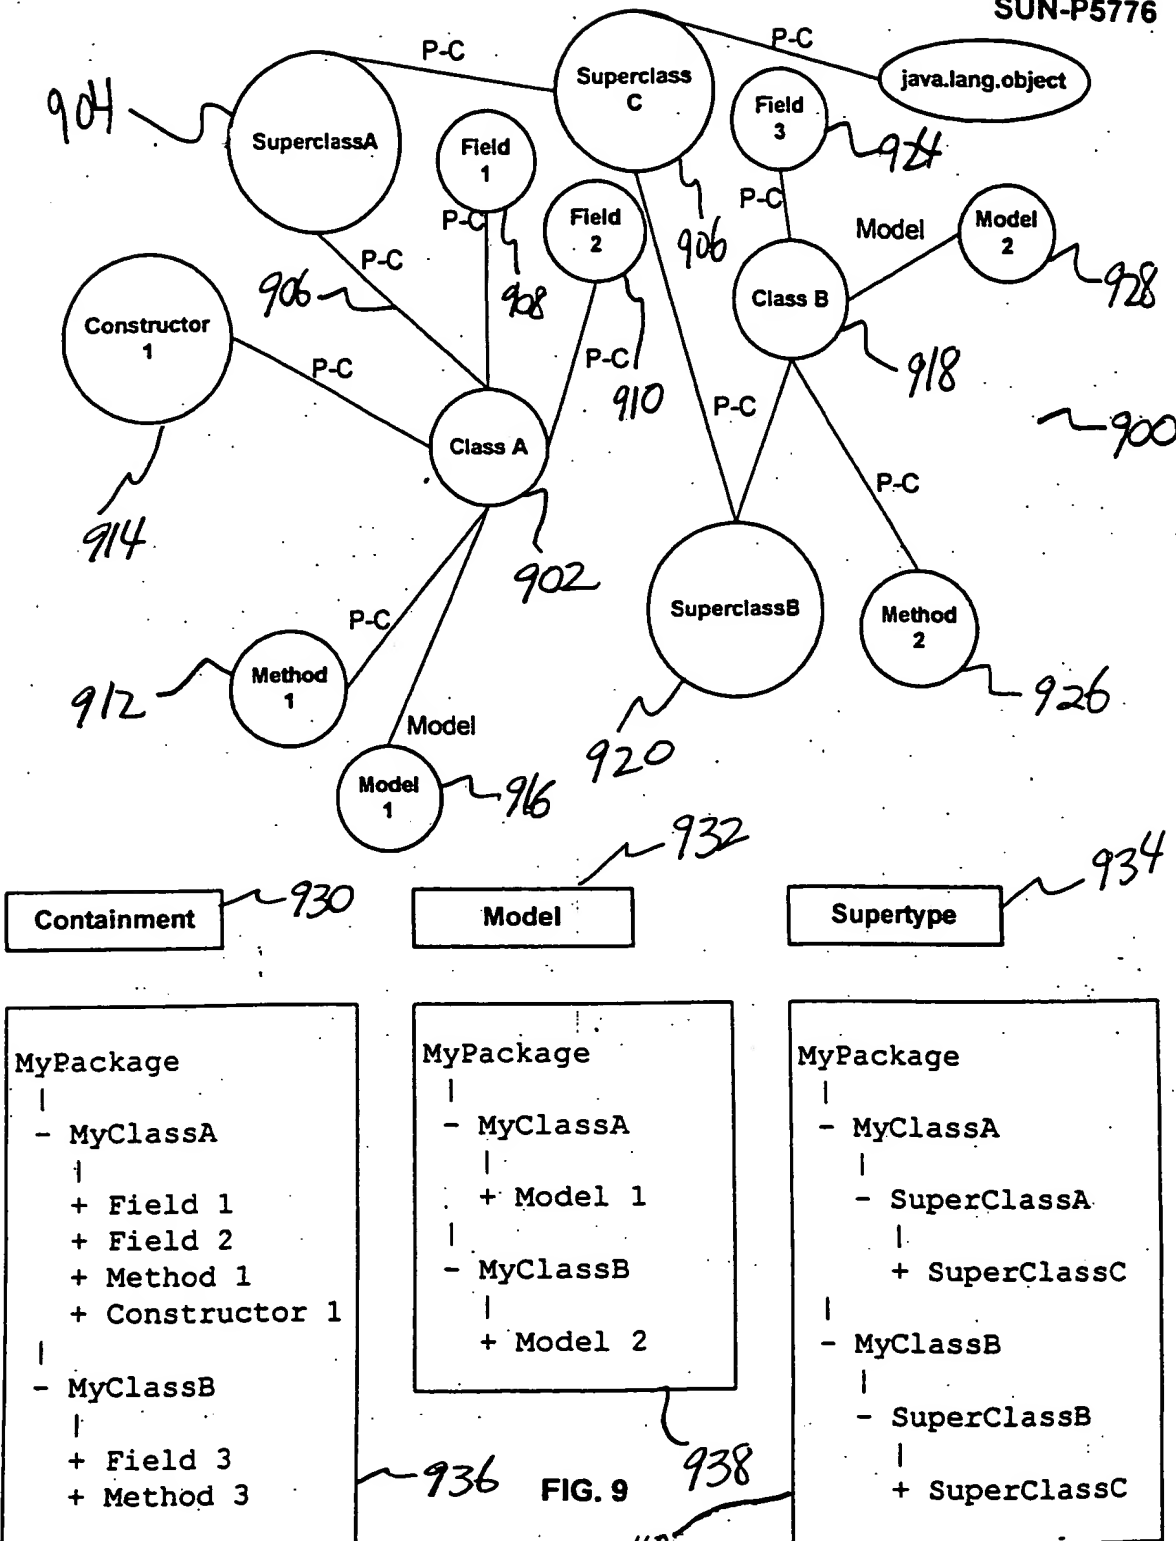 SUN-P5776
P-C
P-C
Superclass
C
java.lang.object
904
SuperclassA
Field
1
Field
3
924
P-C
P-C
Field
2
906
Model
Model
2
P-C
906
908
Class B
928
Constructor
1
P-C
P-C
910
918
P-C
900
Class A
P-C
914
902
SuperclassB
Method
2
P-C
Method
1
912
926
Model
920
Model
1
916
932
934
Containment
930
Model
Supertype
MyPackage
|
- MyClassA
|
+ Field 1
+ Field 2
+ Method 1
+ Constructor 1
|
- MyClassB
|
+ Field 3
+ Method 3
936
MyPackage
|
- MyClassA
|
+ Model 1
|
- MyClassB
|
+ Model 2
938
MyPackage
|
- MyClassA
|
- SuperClassA
|
+ SuperClassC
|
- MyClassB
|
- SuperClassB
|
+ SuperClassC
FIG. 9